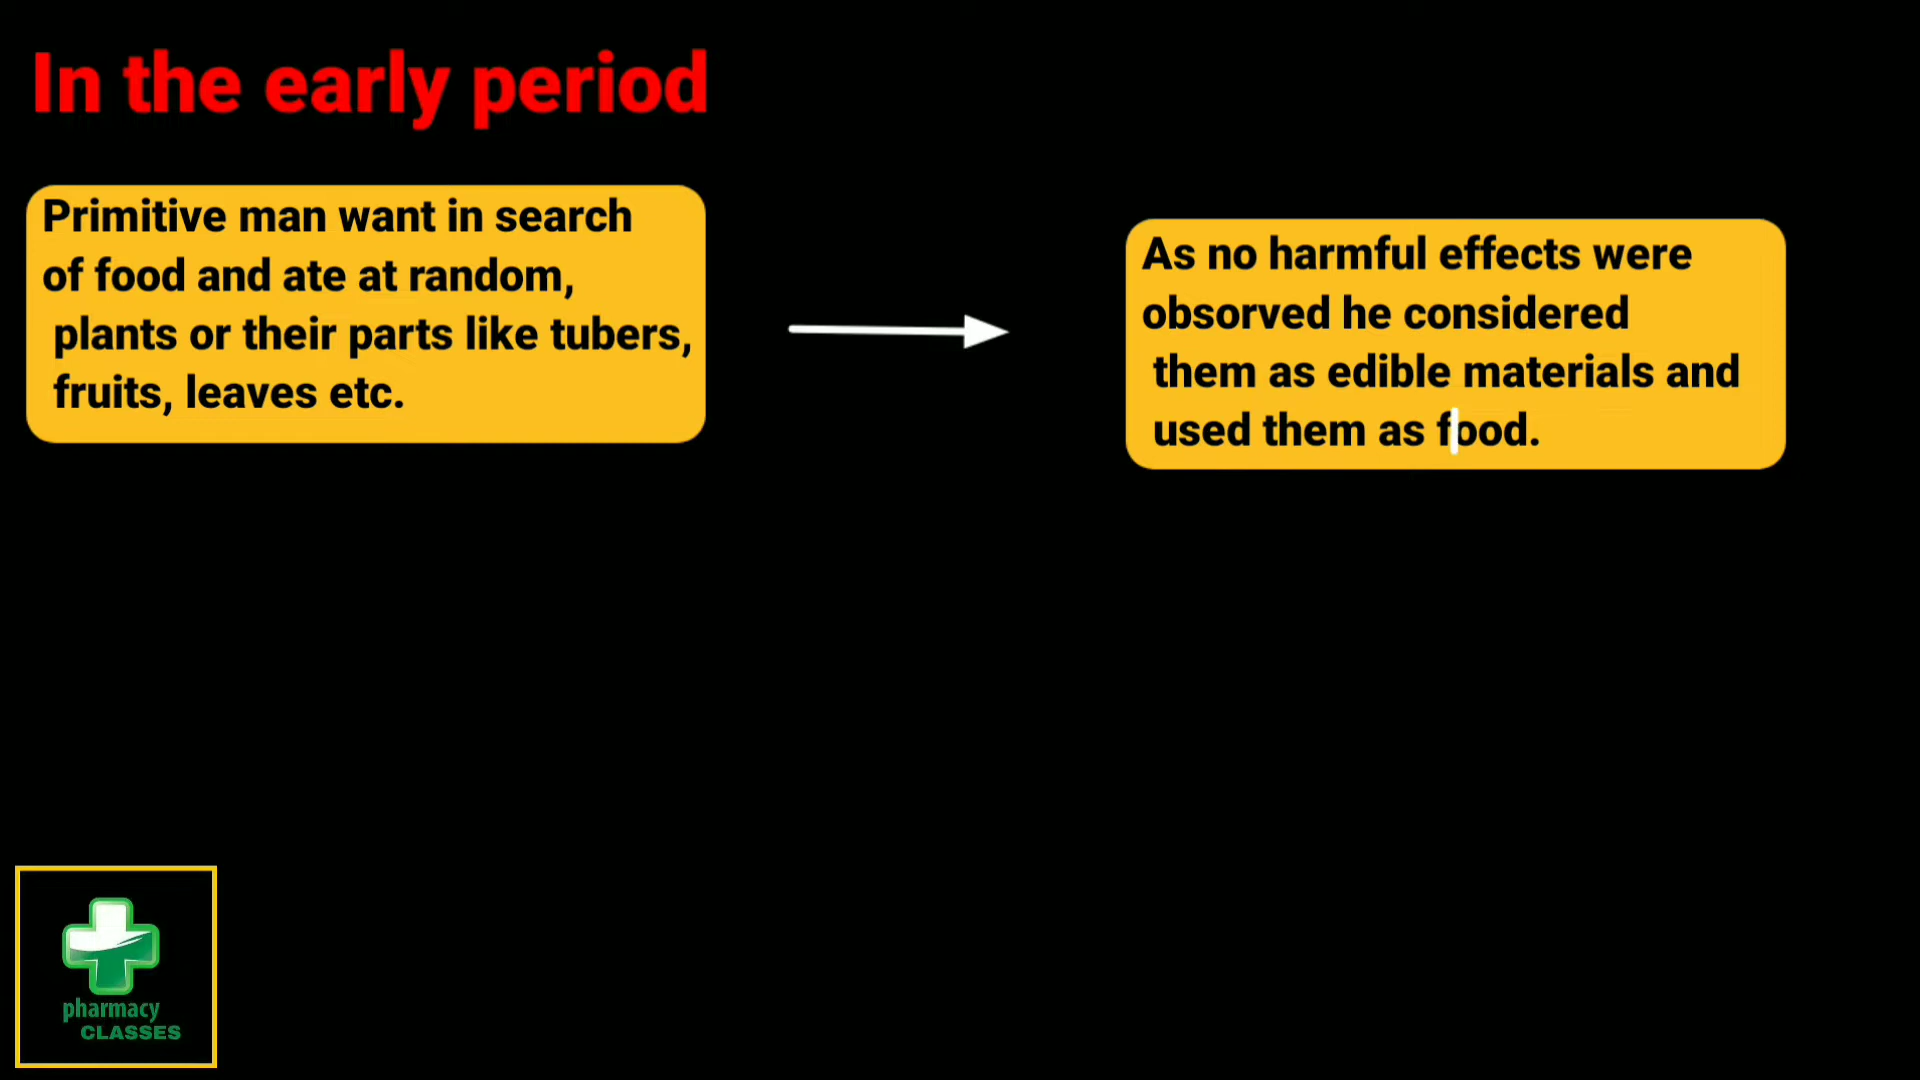 In the early period
Primitive man want in search
of food and ate at random,
plants or their parts like tubers,
fruits, leaves etc.
As no harmful effects were
obsorved he considered
them as edible materials and
used them as food.
pharmacy
CLASSES